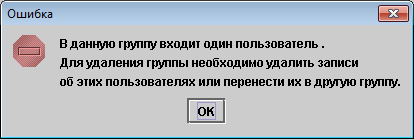 Ошибка
В данную группу входит один пользователь .
Для удаления группы необходимо удалить записи
об этих пользователях или перенести их в другую группу.
OK